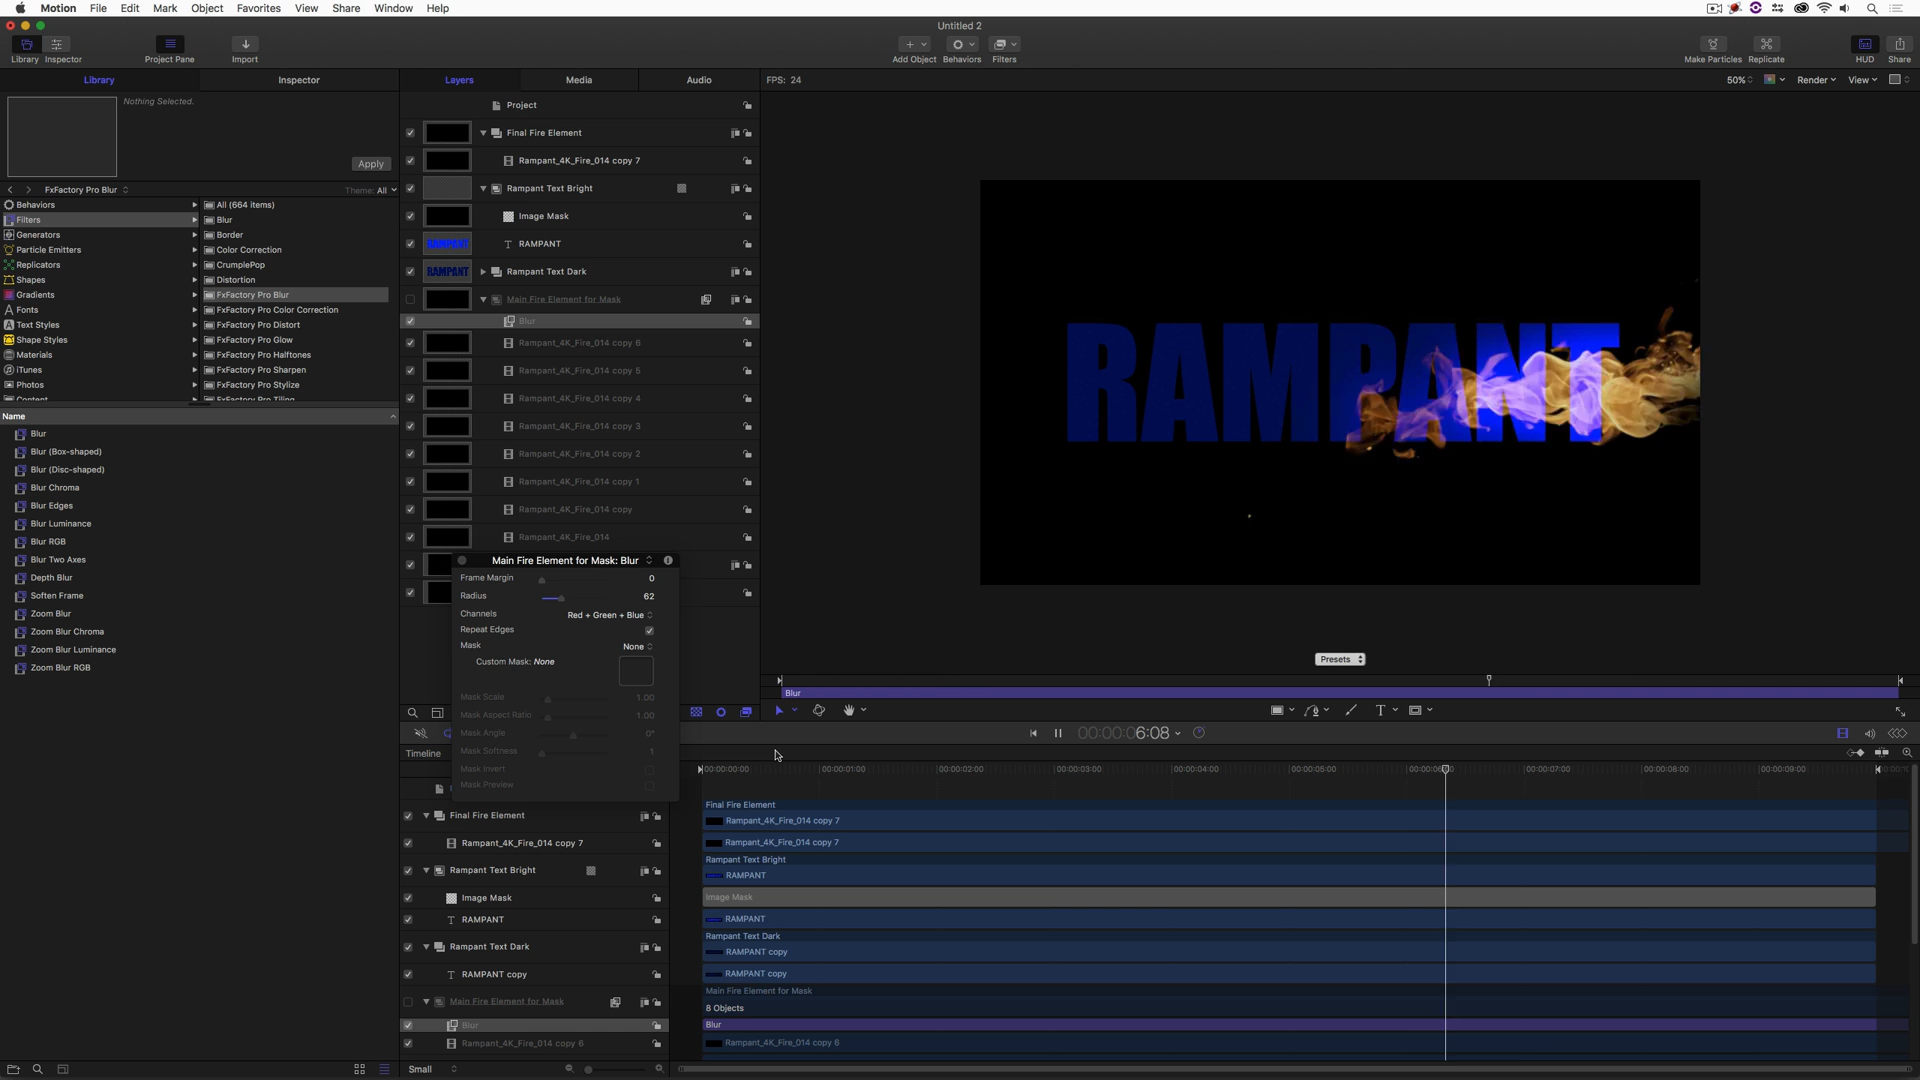 Motion File Edit Mark Object Favorites View Share Window Help
Untitled 2
Library Inspector Project Pane Import Add Object Behaviors Filters Make Particles Replicate HUD Share
Library Inspector Layers Media Audio FPS: 24 50% Render View
Nothing Selected.
Apply
FxFactory Pro Blur Theme: All
Behaviors
Filters
Generators
Particle Emitters
Replicators
Shapes
Gradients
Fonts
Text Styles
Shape Styles
Materials
iTunes
Photos
Content
All (664 items)
Blur
Border
Color Correction
CrumplePop
Distortion
FxFactory Pro Blur
FxFactory Pro Color Correction
FxFactory Pro Distort
FxFactory Pro Glow
FxFactory Pro Halftones
FxFactory Pro Sharpen
FxFactory Pro Stylize
FxFactory Pro Tiling
Name
Blur
Blur (Box-shaped)
Blur (Disc-shaped)
Blur Chroma
Blur Edges
Blur Luminance
Blur RGB
Blur Two Axes
Depth Blur
Soften Frame
Zoom Blur
Zoom Blur Chroma
Zoom Blur Luminance
Zoom Blur RGB
Project
Final Fire Element
Rampant_4K_Fire_014 copy 7
Rampant Text Bright
Image Mask
RAMPANT T RAMPANT
RAMPANT Rampant Text Dark
Main Fire Element for Mask
Blur
Rampant_4K_Fire_014 copy 6
Rampant_4K_Fire_014 copy 5
Rampant_4K_Fire_014 copy 4
Rampant_4K_Fire_014 copy 3
Rampant_4K_Fire_014 copy 2
Rampant_4K_Fire_014 copy 1
Rampant_4K_Fire_014 copy
Rampant_4K_Fire_014
Main Fire Element for Mask: Blur
Frame Margin 0
Radius 62
Channels Red + Green + Blue
Repeat Edges
Mask None
Custom Mask: None
Mask Scale 1.00
Mask Aspect Ratio 1.00
Mask Angle 0°
Mask Softness 1
Mask Invert
Mask Preview
RAMPANT
Presets
Blur
T
00:00:00:6:08
Timeline
00:00:00:00 00:00:01:00 00:00:02:00 00:00:03:00 00:00:04:00 00:00:05:00 00:00:07:00 00:00:08:00 00:00:09:00
Final Fire Element
Rampant_4K_Fire_014 copy 7
Rampant Text Bright
Image Mask
T RAMPANT
Rampant Text Dark
T RAMPANT copy
Main Fire Element for Mask
Blur
Rampant_4K_Fire_014 copy 6
Final Fire Element
Rampant_4K_Fire_014 copy 7
Rampant_4K_Fire_014 copy 7
Rampant Text Bright
RAMPANT
Image Mask
RAMPANT
Rampant Text Dark
RAMPANT copy
RAMPANT copy
Main Fire Element for Mask
8 Objects
Blur
Rampant_4K_Fire_014 copy 6
Small